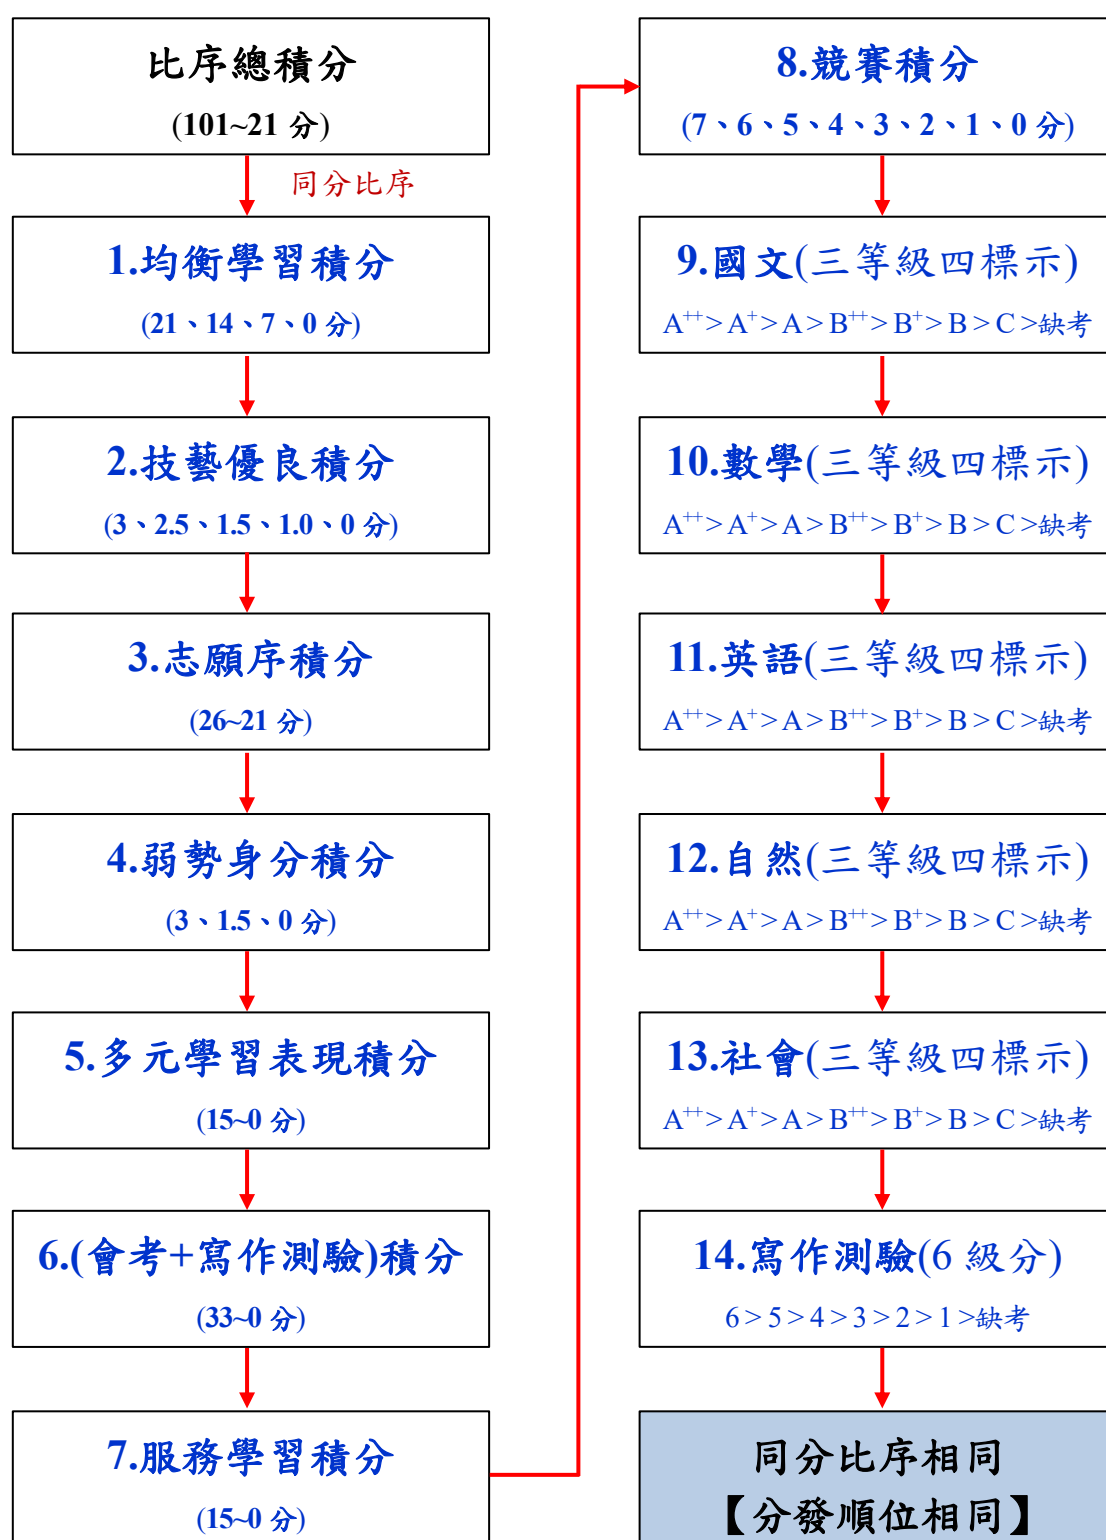 比序總積分
(101~21 分)
同分比序
1.均衡學習積分
(21、14、7、0 分)
2.技藝優良積分
(3、2.5、1.5、1.0、0 分)
3.志願序積分
(26~21 分)
4.弱勢身分積分
(3、1.5、0 分)
5.多元學習表現積分
(15~0 分)
6.(會考+寫作測驗)積分
(33~0 分)
7.服務學習積分
(15~0 分)
8.競賽積分
(7、6、5、4、3、2、1、0 分)
9.國文(三等級四標示)
A⁺⁺>A⁺>A>B⁺⁺>B⁺>B>C>缺考
10.數學(三等級四標示)
A⁺⁺>A⁺>A>B⁺⁺>B⁺>B>C>缺考
11.英語(三等級四標示)
A⁺⁺>A⁺>A>B⁺⁺>B⁺>B>C>缺考
12.自然(三等級四標示)
A⁺⁺>A⁺>A>B⁺⁺>B⁺>B>C>缺考
13.社會(三等級四標示)
A⁺⁺>A⁺>A>B⁺⁺>B⁺>B>C>缺考
14.寫作測驗(6 級分)
6>5>4>3>2>1>缺考
同分比序相同
【分發順位相同】